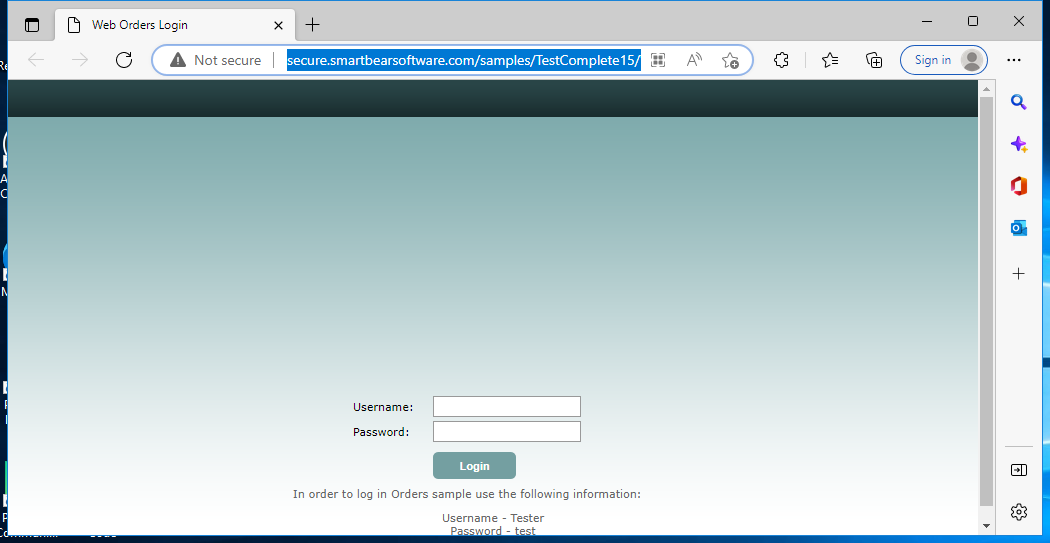 Web Orders Login
Not secure
secure.smartbearsoftware.com/samples/TestComplete15/
Sign in
Username:
Password:
Login
In order to log in Orders sample use the following information:
Username - Tester
Password - test